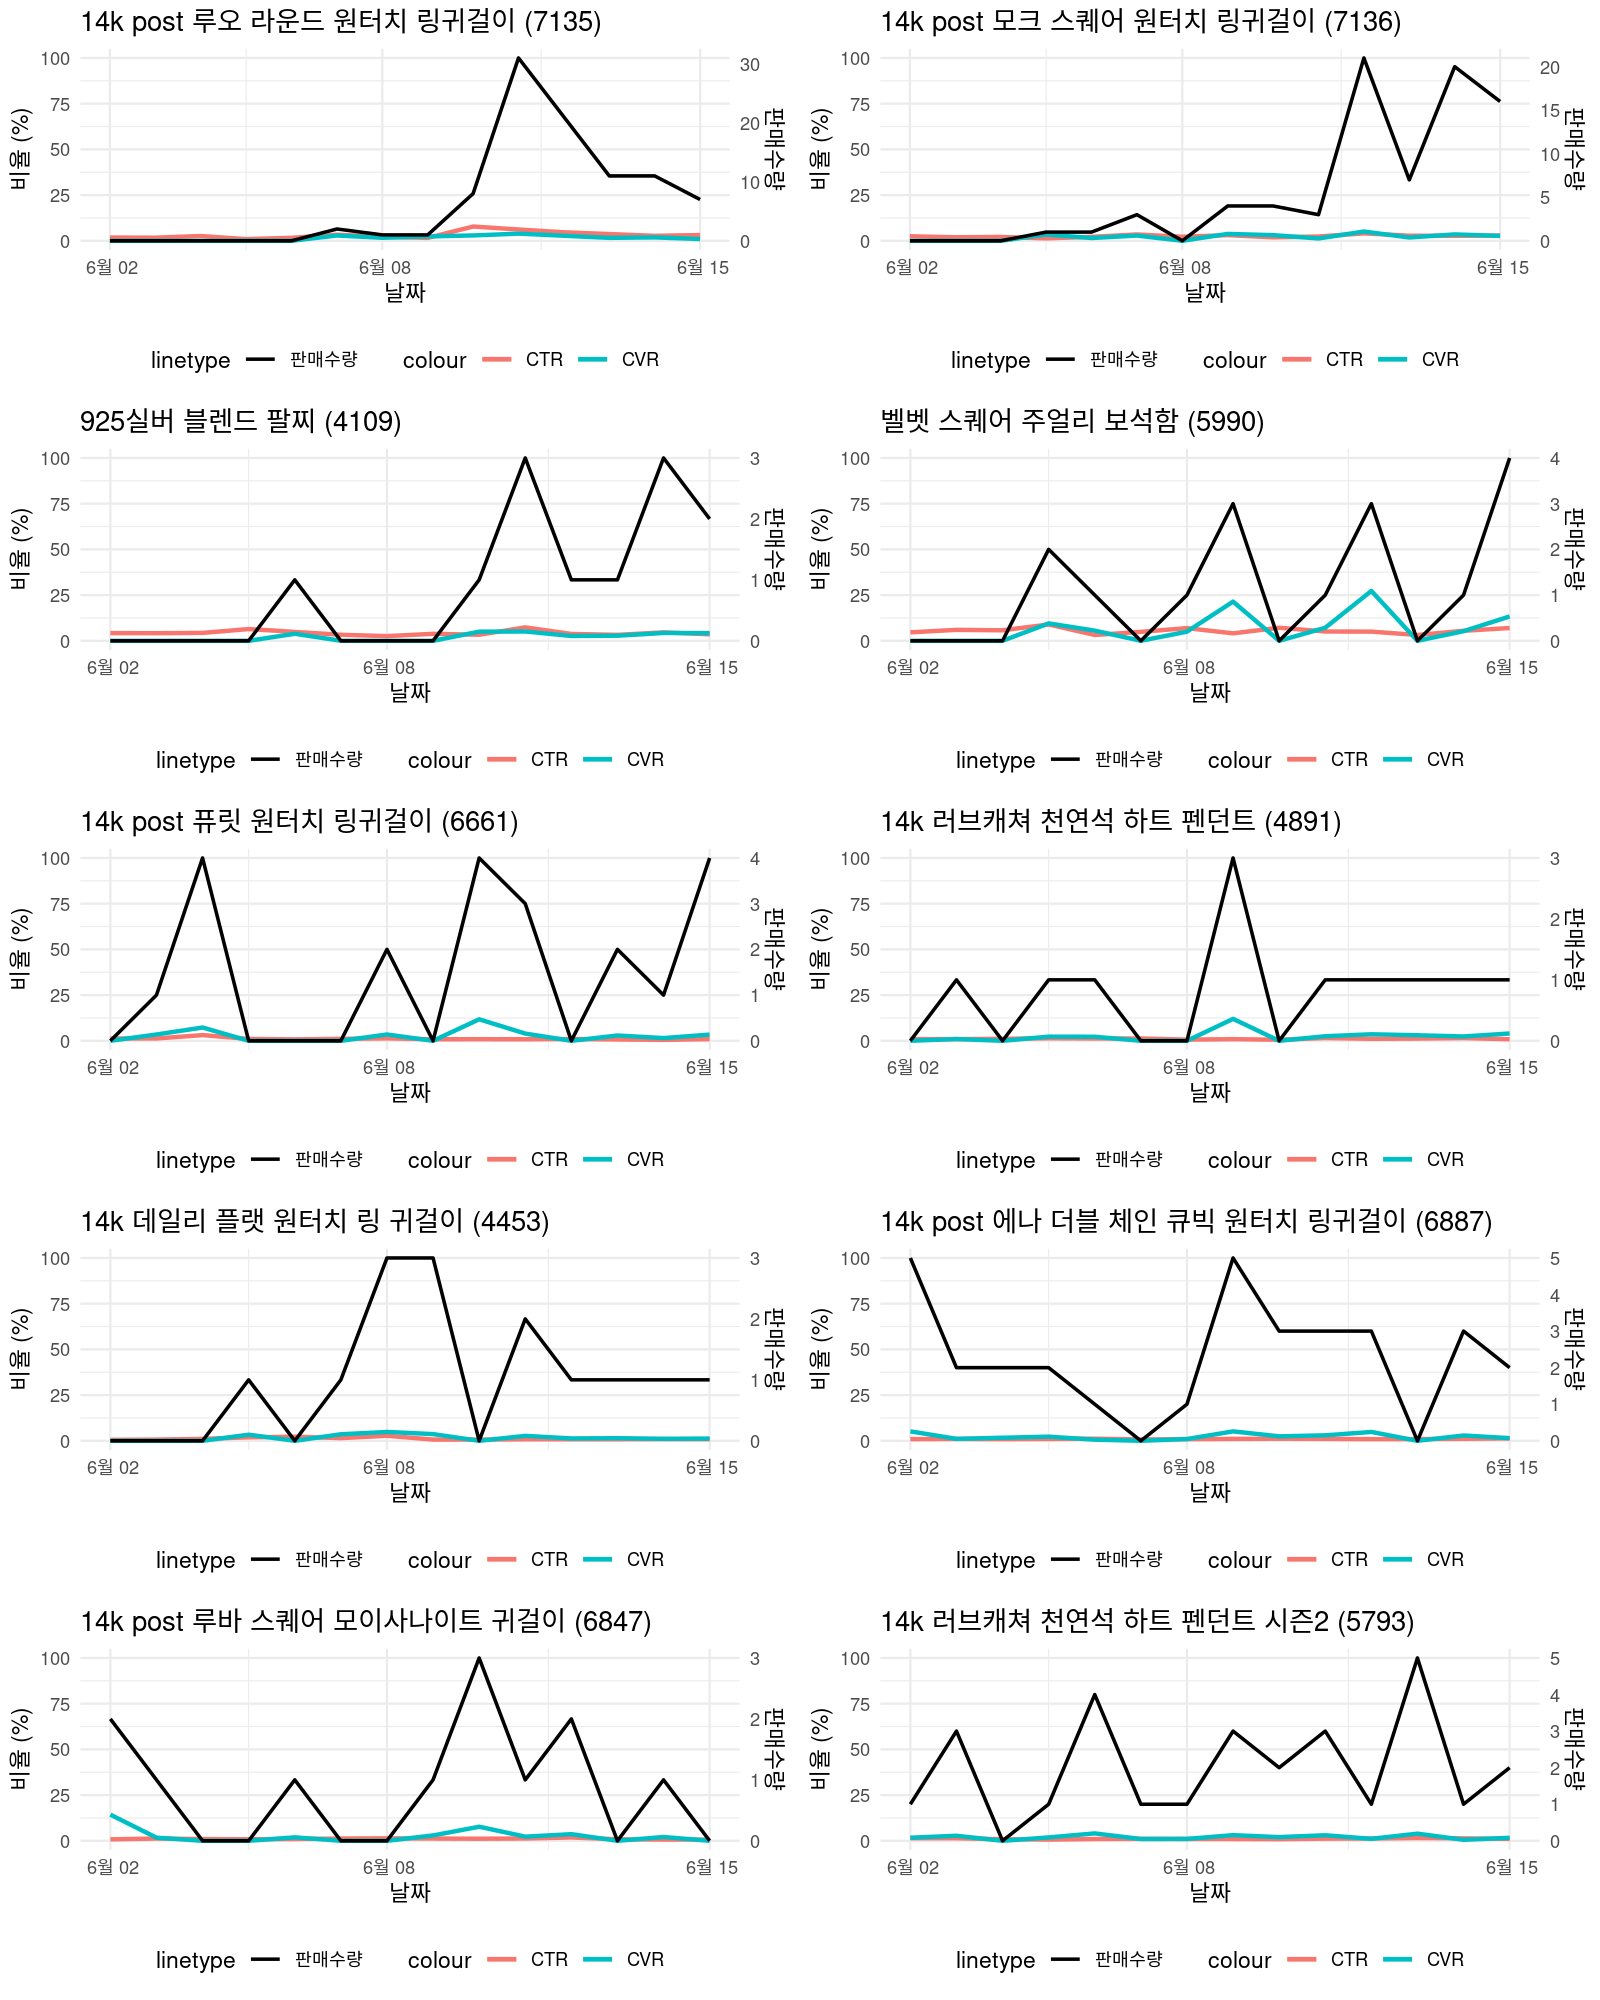 14k post 루오 라운드 원터치 링귀걸이 (7135)
100
75
50
25
0
비율 (%)
30
20
10
0
판매수량
6월 02
6월 08
6월 15
날짜
linetype 판매수량 colour CTR CVR
14k post 모크 스퀘어 원터치 링귀걸이 (7136)
100
75
50
25
0
비율 (%)
20
15
10
5
0
판매수량
6월 02
6월 08
6월 15
날짜
linetype 판매수량 colour CTR CVR
925실버 블렌드 팔찌 (4109)
100
75
50
25
0
비율 (%)
3
2
1
0
판매수량
6월 02
6월 08
6월 15
날짜
linetype 판매수량 colour CTR CVR
벨벳 스퀘어 주얼리 보석함 (5990)
100
75
50
25
0
비율 (%)
4
3
2
1
0
판매수량
6월 02
6월 08
6월 15
날짜
linetype 판매수량 colour CTR CVR
14k post 퓨릿 원터치 링귀걸이 (6661)
100
75
50
25
0
비율 (%)
4
3
2
1
0
판매수량
6월 02
6월 08
6월 15
날짜
linetype 판매수량 colour CTR CVR
14k 러브캐쳐 천연석 하트 펜던트 (4891)
100
75
50
25
0
비율 (%)
3
2
1
0
판매수량
6월 02
6월 08
6월 15
날짜
linetype 판매수량 colour CTR CVR
14k 데일리 플랫 원터치 링 귀걸이 (4453)
100
75
50
25
0
비율 (%)
3
2
1
0
판매수량
6월 02
6월 08
6월 15
날짜
linetype 판매수량 colour CTR CVR
14k post 에나 더블 체인 큐빅 원터치 링귀걸이 (6887)
100
75
50
25
0
비율 (%)
5
4
3
2
1
0
판매수량
6월 02
6월 08
6월 15
날짜
linetype 판매수량 colour CTR CVR
14k post 루바 스퀘어 모이사나이트 귀걸이 (6847)
100
75
50
25
0
비율 (%)
3
2
1
0
판매수량
6월 02
6월 08
6월 15
날짜
linetype 판매수량 colour CTR CVR
14k 러브캐쳐 천연석 하트 펜던트 시즌2 (5793)
100
75
50
25
0
비율 (%)
5
4
3
2
1
0
판매수량
6월 02
6월 08
6월 15
날짜
linetype 판매수량 colour CTR CVR